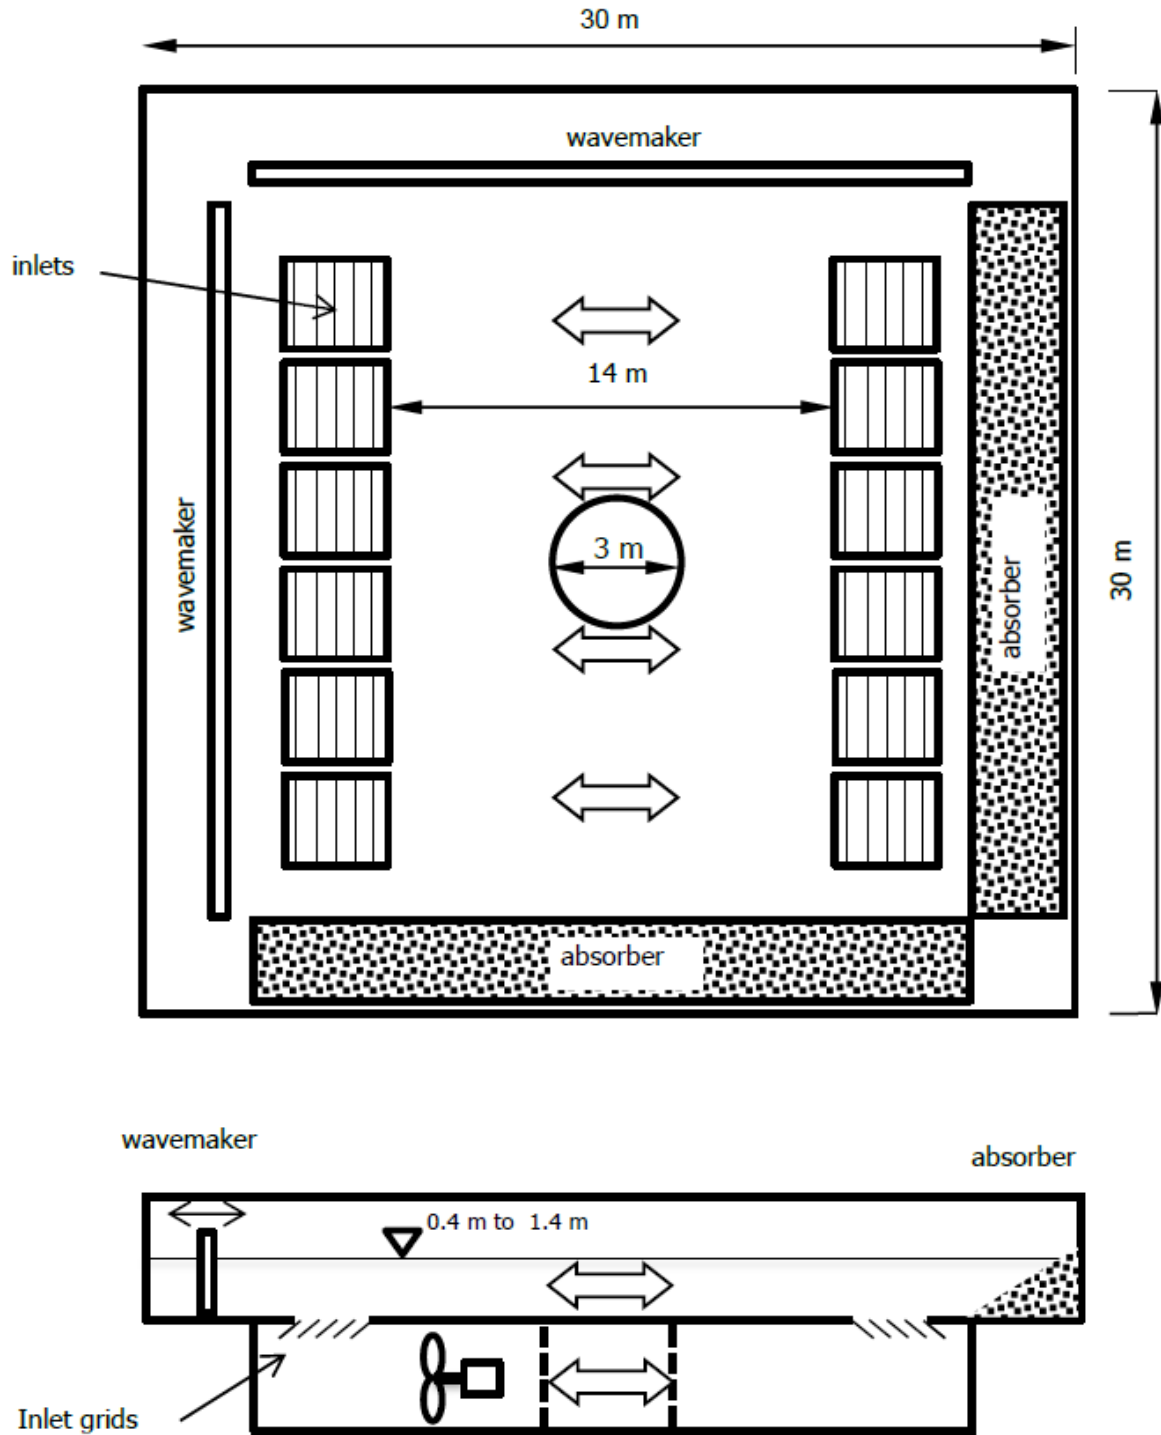 30 m
wavemaker
inlets
14 m
wavemaker
3 m
absorber
30 m
absorber
wavemaker
absorber
0.4 m to 1.4 m
Inlet grids